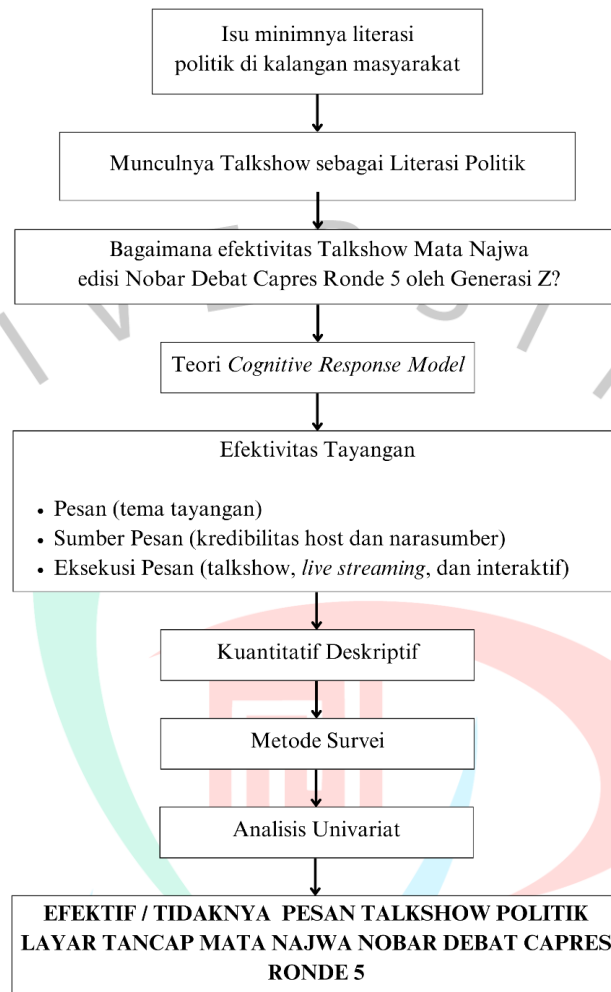 Isu minimnya literasi
politik di kalangan masyarakat
Munculnya Talkshow sebagai Literasi Politik
Bagaimana efektivitas Talkshow Mata Najwa
edisi Nobar Debat Capres Ronde 5 oleh Generasi Z?
Teori Cognitive Response Model
Efektivitas Tayangan
• Pesan (tema tayangan)
• Sumber Pesan (kredibilitas host dan narasumber)
• Eksekusi Pesan (talkshow, live streaming, dan interaktif)
Kuantitatif Deskriptif
Metode Survei
Analisis Univariat
EFEKTIF / TIDAKNYA PESAN TALKSHOW POLITIK
LAYAR TANCAP MATA NAJWA NOBAR DEBAT CAPRES
RONDE 5